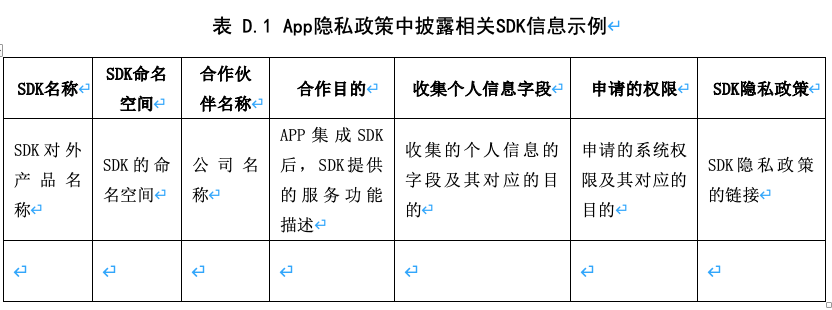 表 D.1 App隐私政策中披露相关SDK信息示例
SDK名称
SDK命名
空间
合作伙
伴名称
合作目的
收集个人信息字段
申请的权限
SDK隐私政策
SDK对外
产品名
称
SDK的命
名空间
公司名
称
APP集成SDK
后，SDK提供
的服务功能
描述
收集的个人信息的
字段及其对应的目
的
申请的系统权
限及其对应的
目的
SDK隐私政策
的链接